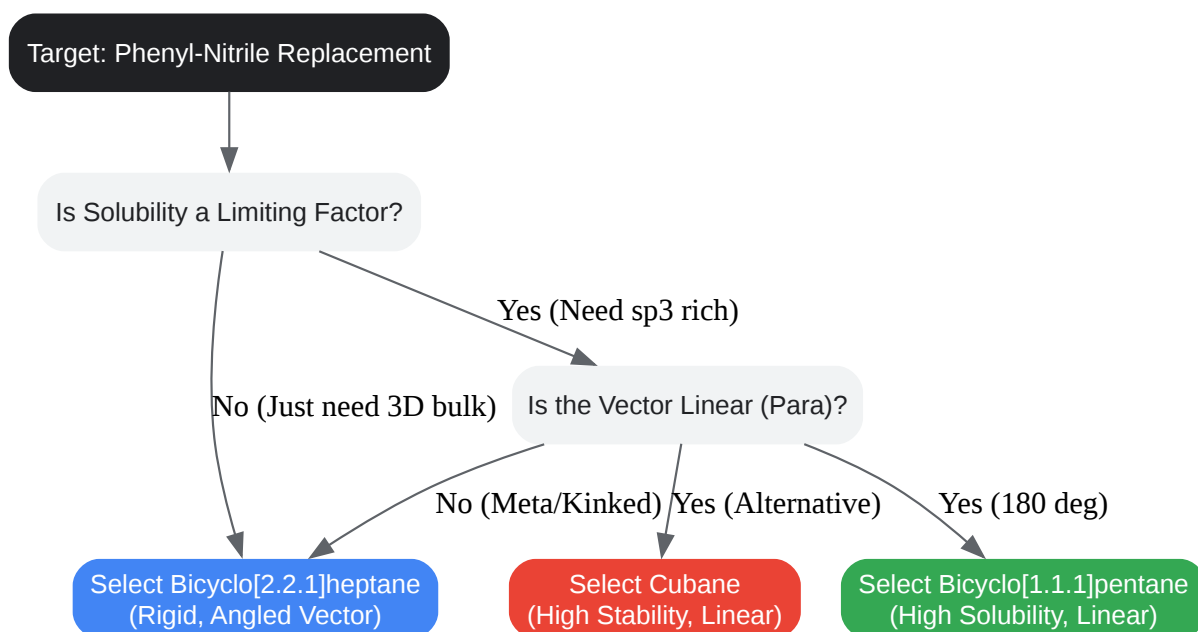 Target: Phenyl-Nitrile Replacement
Is Solubility a Limiting Factor?
Yes (Need sp3 rich)
No (Just need 3D bulk)
Is the Vector Linear (Para)?
No (Meta/Kinked)
Yes (Alternative)
Yes (180 deg)
Select Bicyclo[2.2.1]heptane
(Rigid, Angled Vector)
Select Cubane
(High Stability, Linear)
Select Bicyclo[1.1.1]pentane
(High Solubility, Linear)